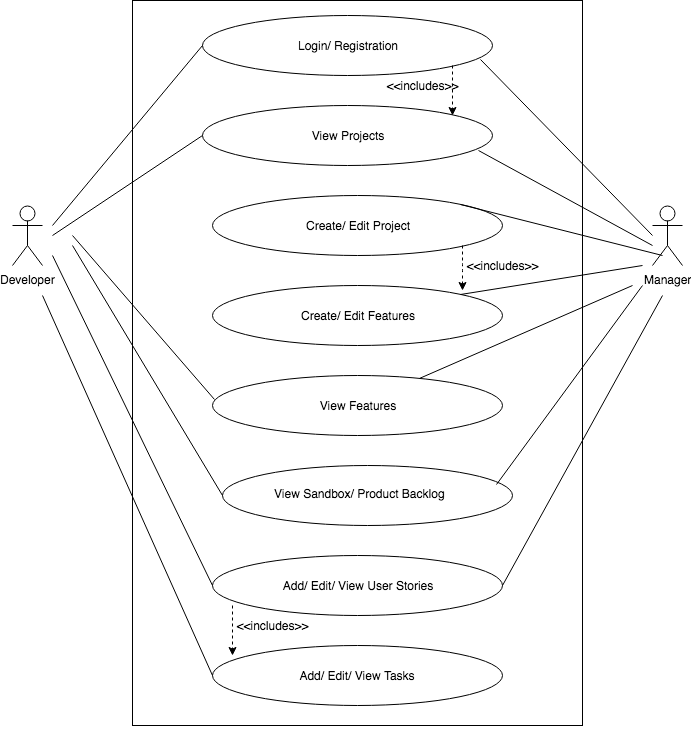 Login/ Registration
<<includes>>
View Projects
Create/ Edit Project
<<includes>>
Developer
Manager
Create/ Edit Features
View Features
View Sandbox/ Product Backlog
Add/ Edit/ View User Stories
<<includes>>
Add/ Edit/ View Tasks